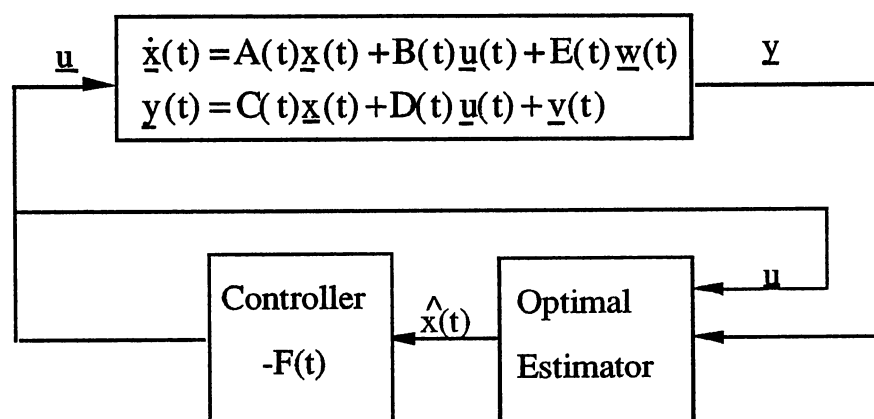 u̲
ẋ̲(t) = A(t)x̲(t) + B(t)u̲(t) + E(t)w̲(t)
y̲(t) = C(t)x̲(t) + D(t)u̲(t) + v̲(t)
y̲
Controller
-F(t)
x̂(t)
Optimal
Estimator
u̲